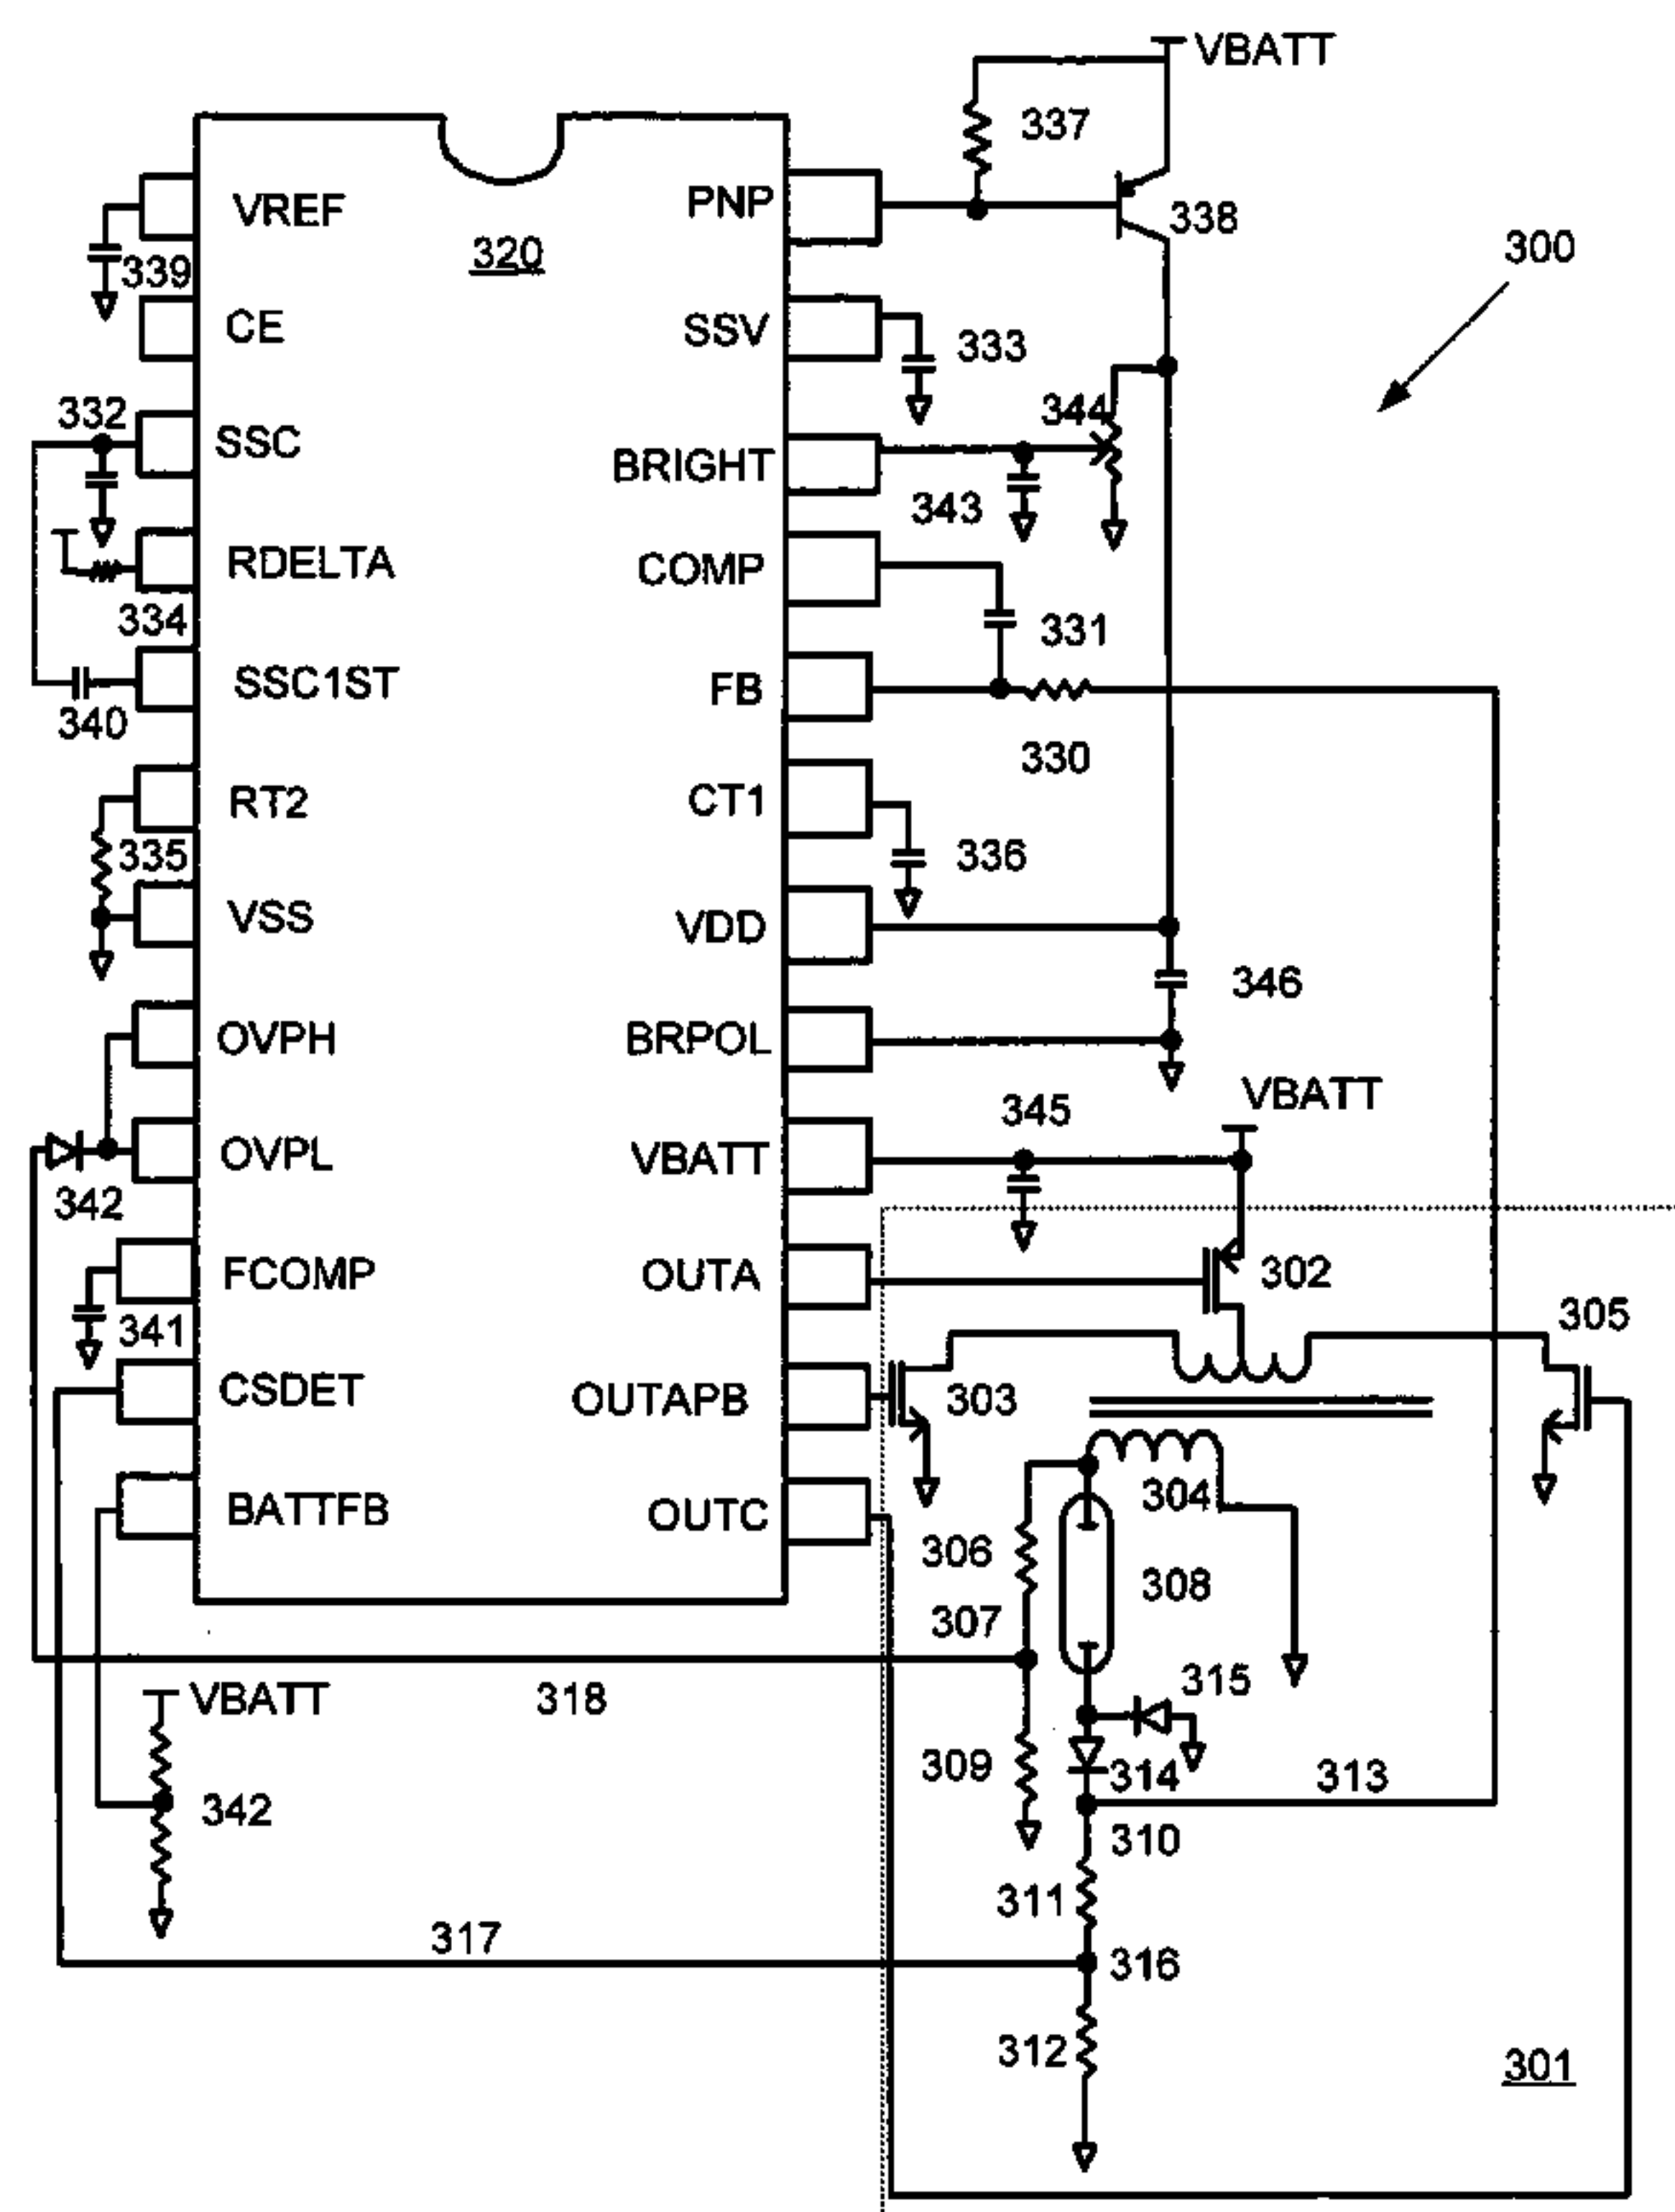 VBATT
337
VREF
PNP
338
320
300
339
CE
SSV
333
332
344
SSC
BRIGHT
343
RDELTA
COMP
334
331
SSC1ST
FB
340
330
RT2
CT1
335
336
VSS
VDD
346
OVPH
BRPOL
VBATT
345
OVPL
VBATT
342
FCOMP
OUTA
302
305
341
CSDET
OUTAPB
303
304
BATTFB
OUTC
306
308
307
315
VBATT
318
309
314
313
342
310
311
317
316
312
301